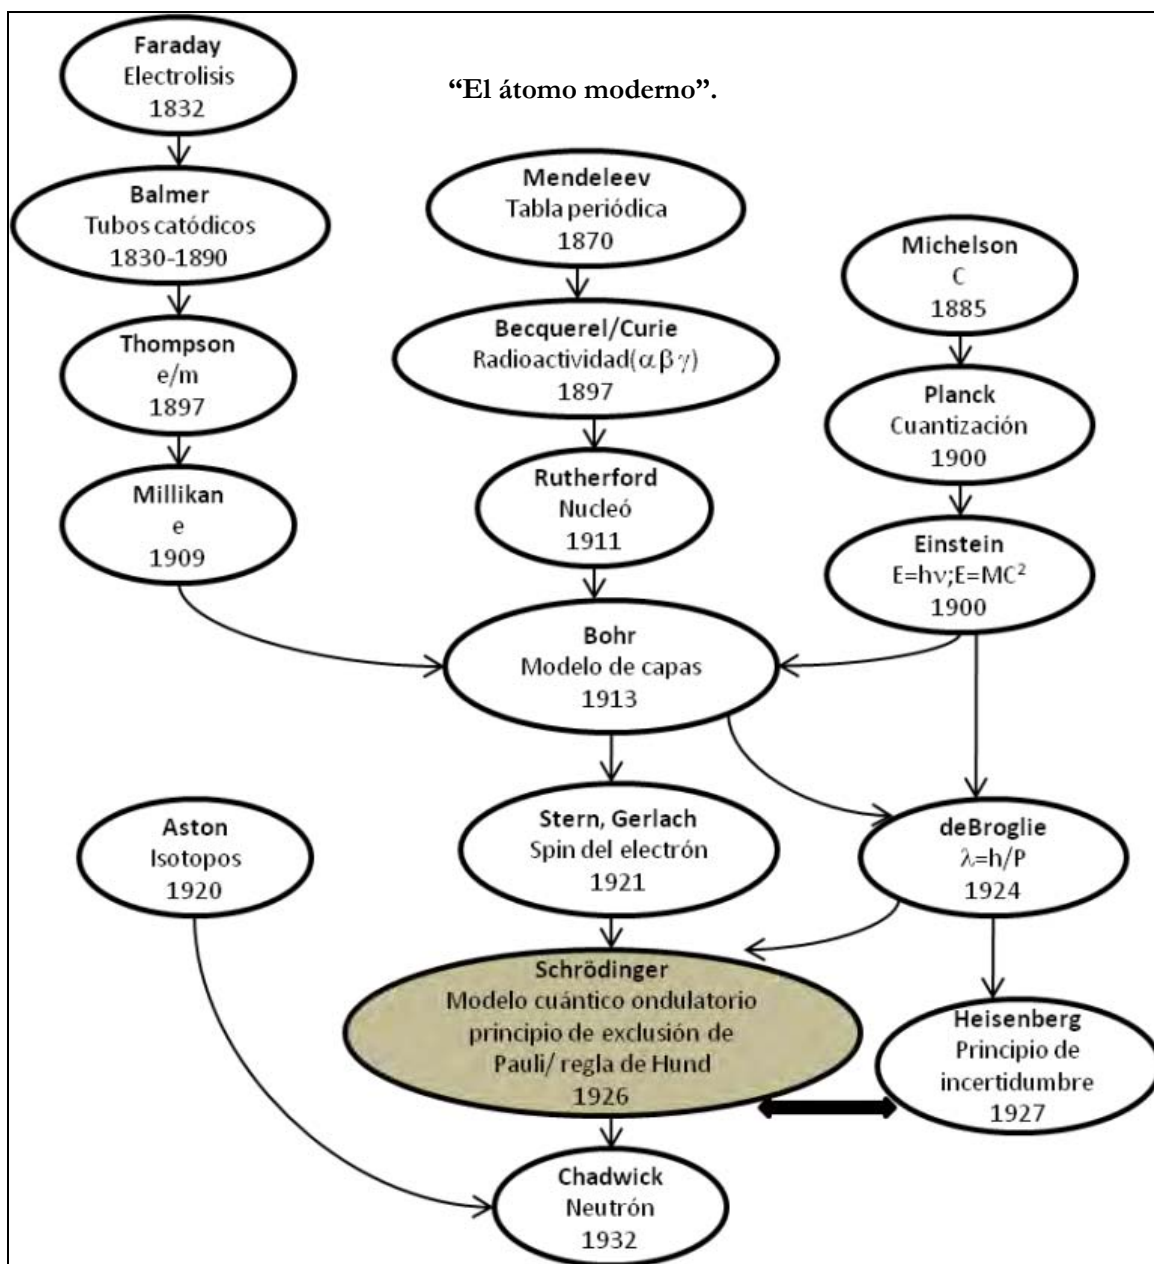 “El átomo moderno”.
Faraday
Electrolisis
1832
Balmer
Tubos catódicos
1830-1890
Thompson
e/m
1897
Millikan
e
1909
Mendeleev
Tabla periódica
1870
Becquerel/Curie
Radioactividad(α β γ)
1897
Rutherford
Nucleó
1911
Michelson
C
1885
Planck
Cuantización
1900
Einstein
E=hν;E=MC²
1900
Bohr
Modelo de capas
1913
Aston
Isotopos
1920
Stern, Gerlach
Spin del electrón
1921
deBroglie
λ=h/P
1924
Schrödinger
Modelo cuántico ondulatorio
principio de exclusión de
Pauli/ regla de Hund
1926
Heisenberg
Principio de
incertidumbre
1927
Chadwick
Neutrón
1932